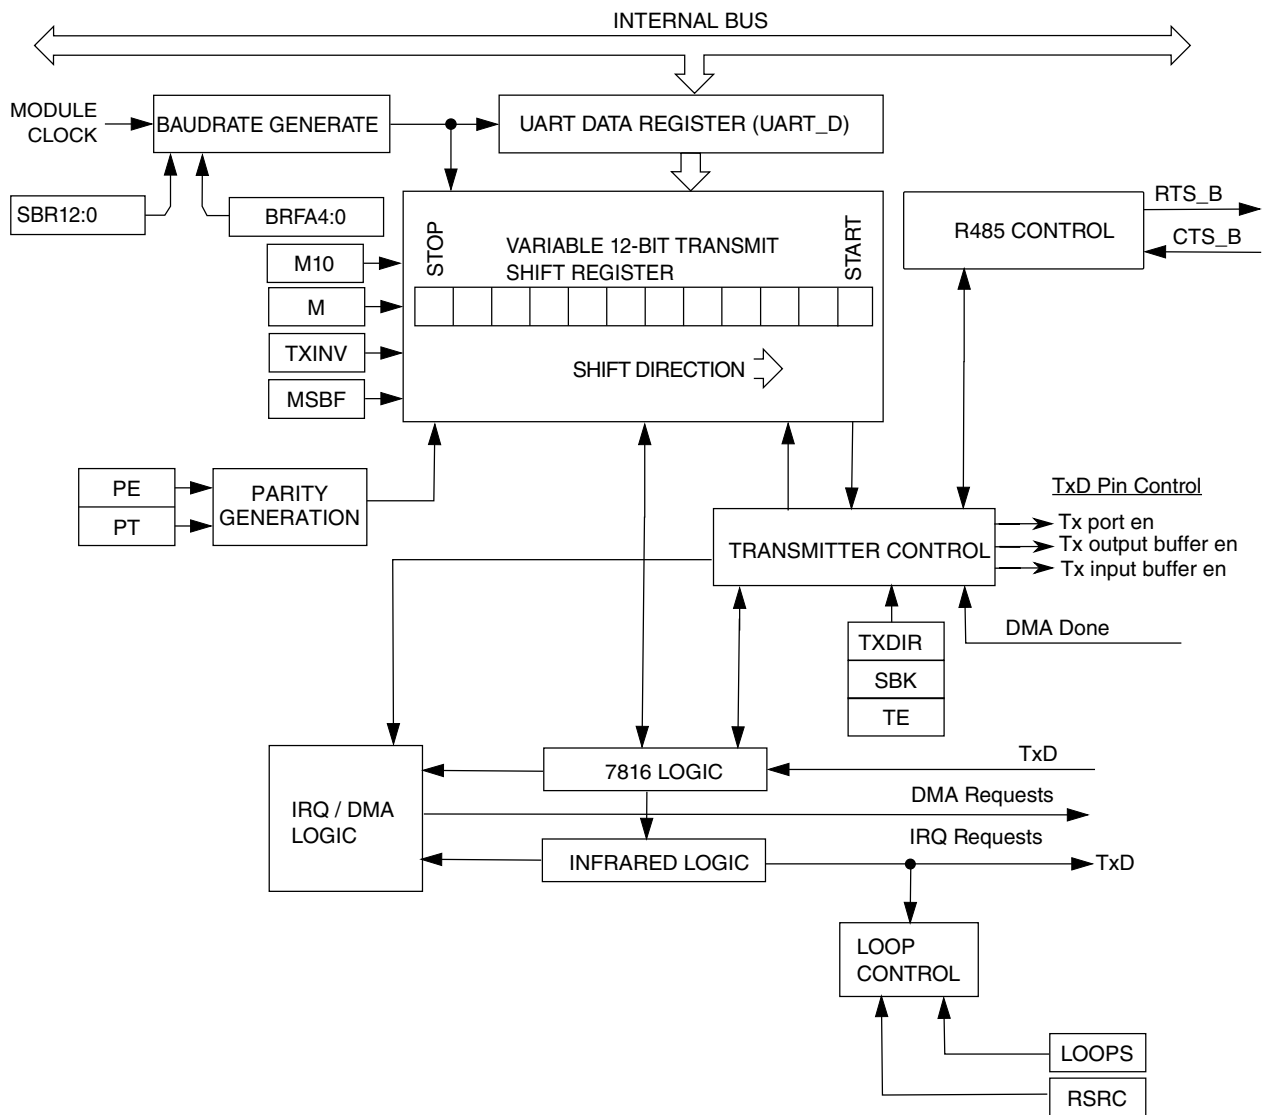 INTERNAL BUS
MODULE
CLOCK
BAUDRATE GENERATE
UART DATA REGISTER (UART_D)
SBR12:0
BRFA4:0
RTS_B
R485 CONTROL
CTS_B
STOP
VARIABLE 12-BIT TRANSMIT
SHIFT REGISTER
START
M10
M
TXINV
SHIFT DIRECTION
MSBF
PE
PT
PARITY
GENERATION
TxD Pin Control
Tx port en
TRANSMITTER CONTROL
Tx output buffer en
Tx input buffer en
DMA Done
TXDIR
SBK
TE
TxD
7816 LOGIC
DMA Requests
IRQ / DMA
LOGIC
IRQ Requests
INFRARED LOGIC
TxD
LOOP
CONTROL
LOOPS
RSRC